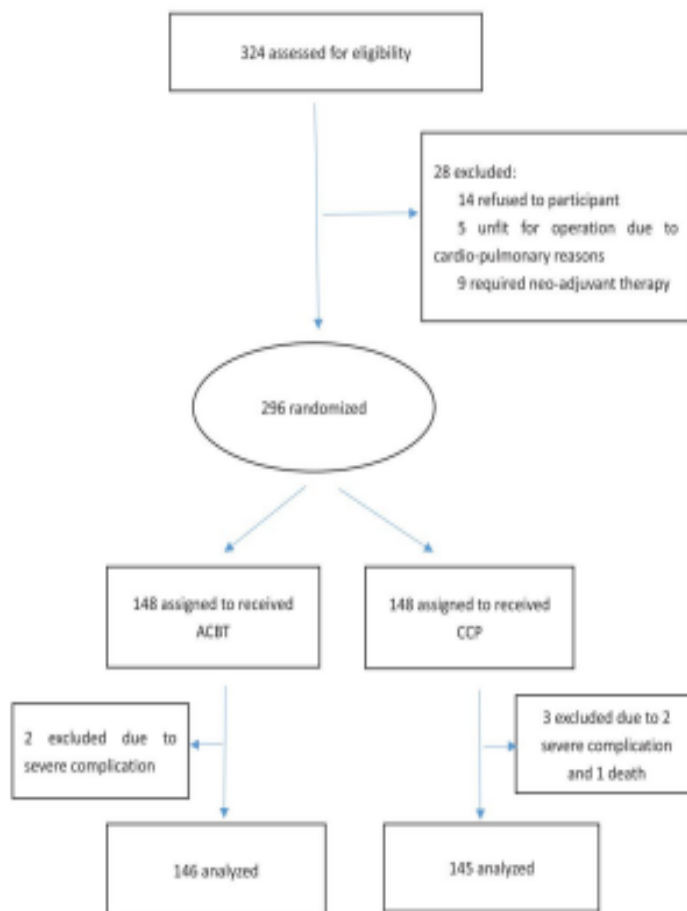 324 assessed for eligibility
28 excluded:
14 refused to participant
5 unfit for operation due to
cardio-pulmonary reasons
9 required neo-adjuvant therapy
296 randomized
148 assigned to received
ACBT
148 assigned to received
CCP
2 excluded due to
severe complication
3 excluded due to 2
severe complication
and 1 death
146 analyzed
145 analyzed